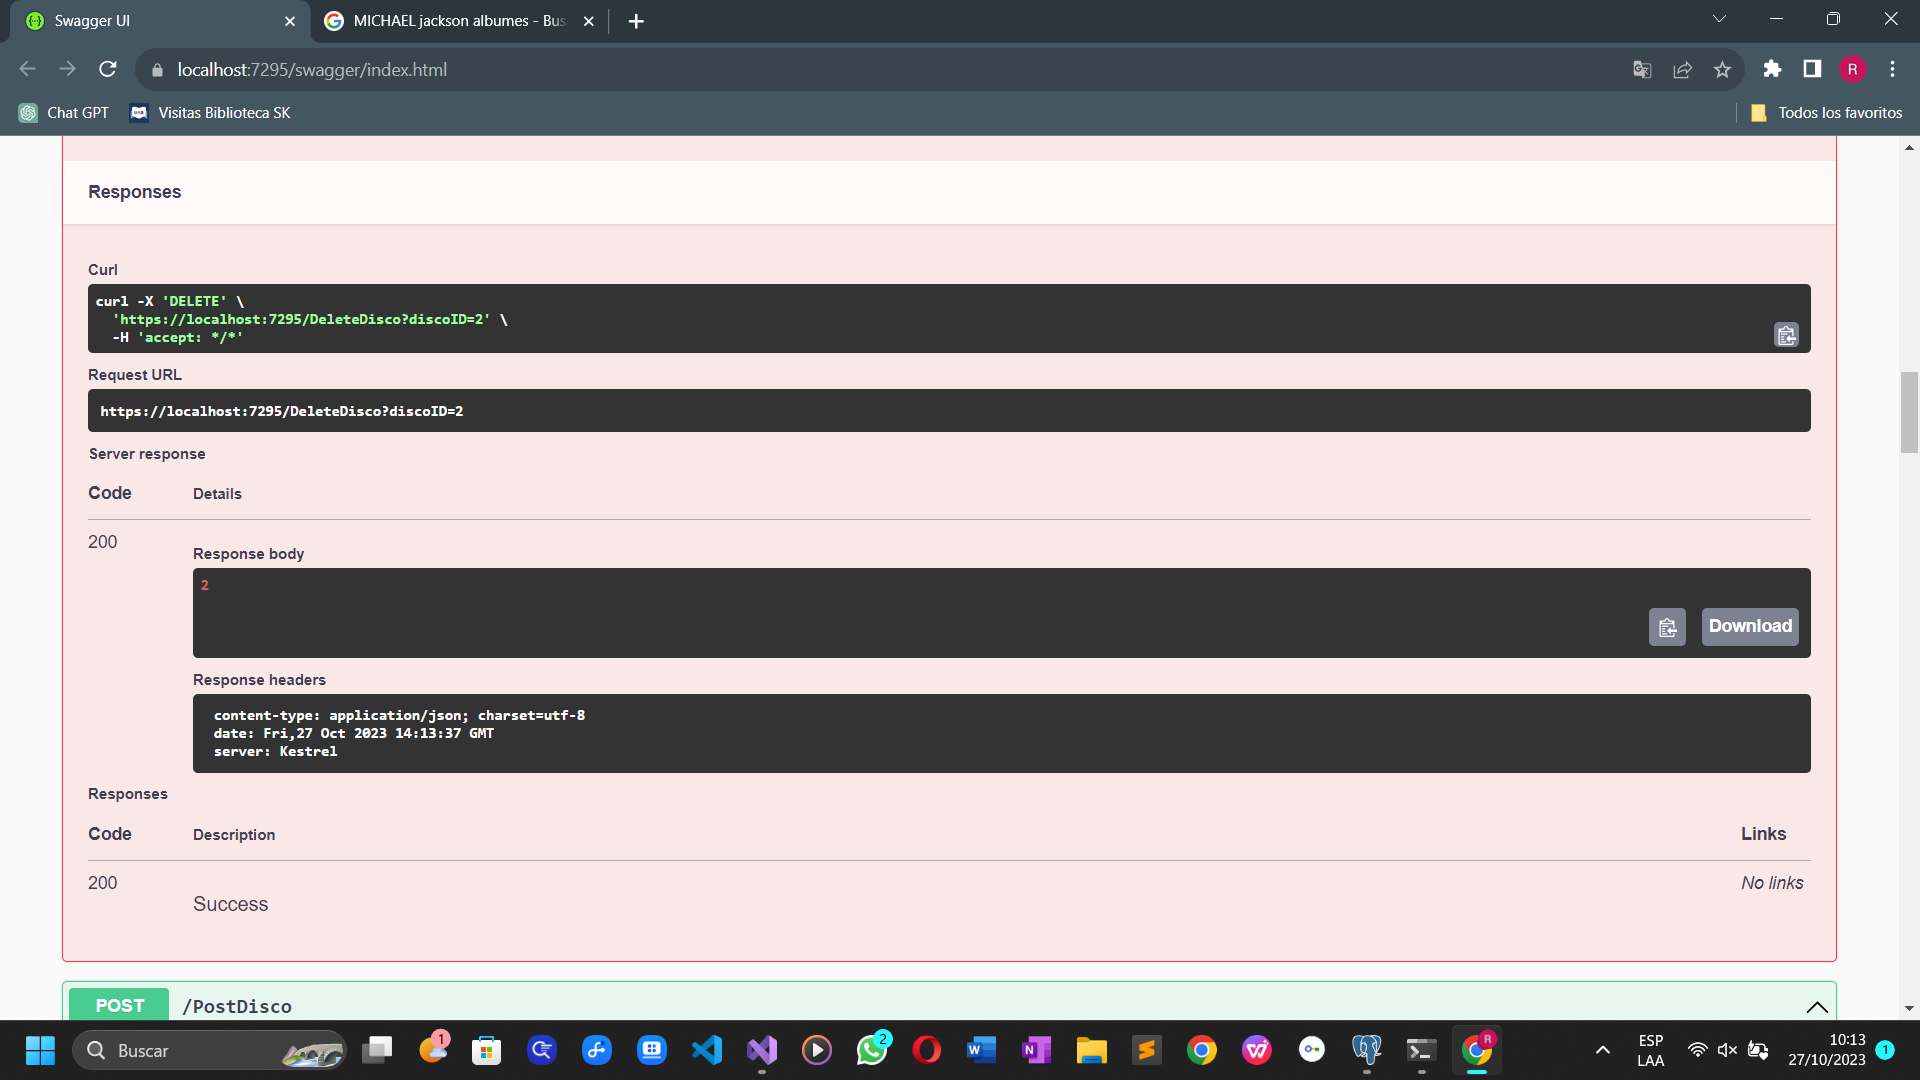 Swagger UI
MICHAEL jackson albumes - Bus
localhost:7295/swagger/index.html
R
Chat GPT
Visitas Biblioteca SK
Todos los favoritos
Responses
Curl
curl -X 'DELETE' \
'https://localhost:7295/DeleteDisco?discoID=2' \
-H 'accept: */*'
Request URL
https://localhost:7295/DeleteDisco?discoID=2
Server response
Code Details
200
Response body
2
Download
Response headers
content-type: application/json; charset=utf-8
date: Fri,27 Oct 2023 14:13:37 GMT
server: Kestrel
Responses
Code Description Links
200 No links
Success
POST /PostDisco
Buscar
1
2
R
ESP
LAA
10:13
27/10/2023
1